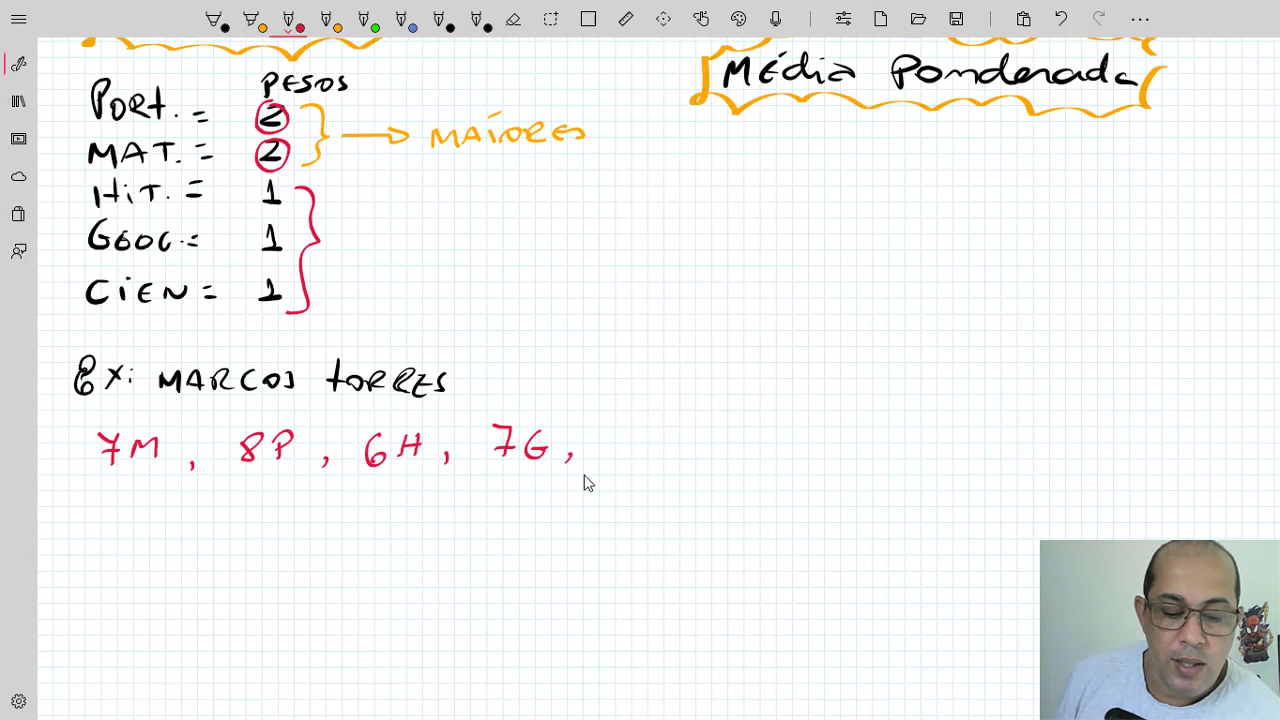 Média Ponderada
PESOS
PORT. = 2
MAT. = 2
→ MAIORES
HiT. = 1
GEOG. = 1
CiEN = 1
Ex: MARCOS TORRES
7M, 8P, 6H, 7G,